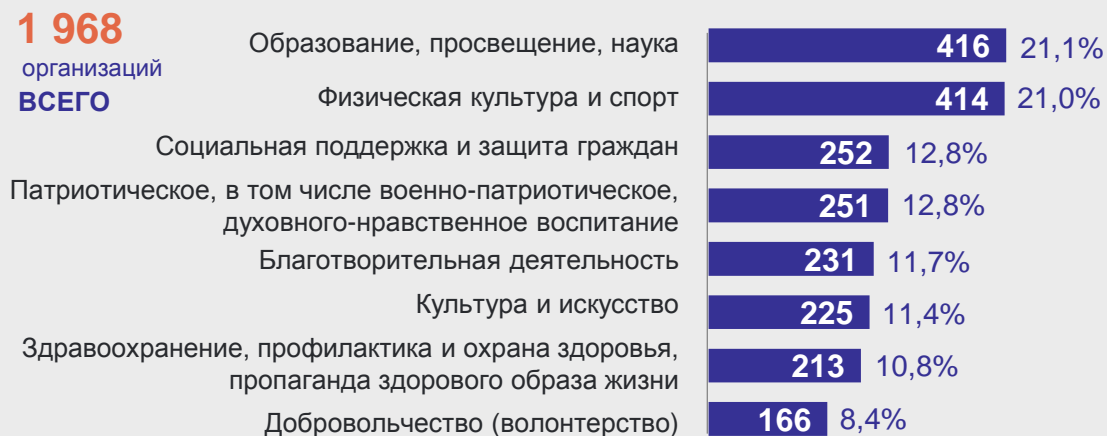 1 968
организаций
ВСЕГО
Образование, просвещение, наука 416 21,1%
Физическая культура и спорт 414 21,0%
Социальная поддержка и защита граждан 252 12,8%
Патриотическое, в том числе военно-патриотическое,
духовного-нравственное воспитание 251 12,8%
Благотворительная деятельность 231 11,7%
Культура и искусство 225 11,4%
Здравоохранение, профилактика и охрана здоровья,
пропаганда здорового образа жизни 213 10,8%
Добровольчество (волонтерство) 166 8,4%